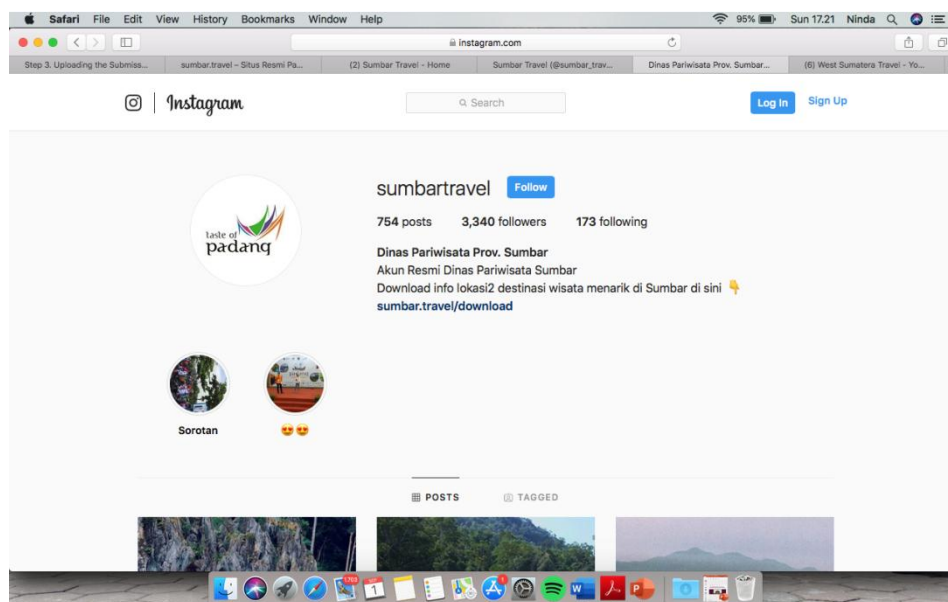 Safari File Edit View History Bookmarks Window Help 95% Sun 17.21 Ninda
instagram.com
Step 3. Uploading the Submiss... sumbar.travel – Situs Resmi Pa... (2) Sumbar Travel - Home Sumbar Travel (@sumbar_trav... Dinas Pariwisata Prov. Sumbar... (6) West Sumatera Travel - Yo...
Instagram Search Log In Sign Up
sumbartravel Follow
754 posts 3,340 followers 173 following
taste of
padang
Dinas Pariwisata Prov. Sumbar
Akun Resmi Dinas Pariwisata Sumbar
Download info lokasi2 destinasi wisata menarik di Sumbar di sini 👇
sumbar.travel/download
Sorotan 😍😍
POSTS TAGGED